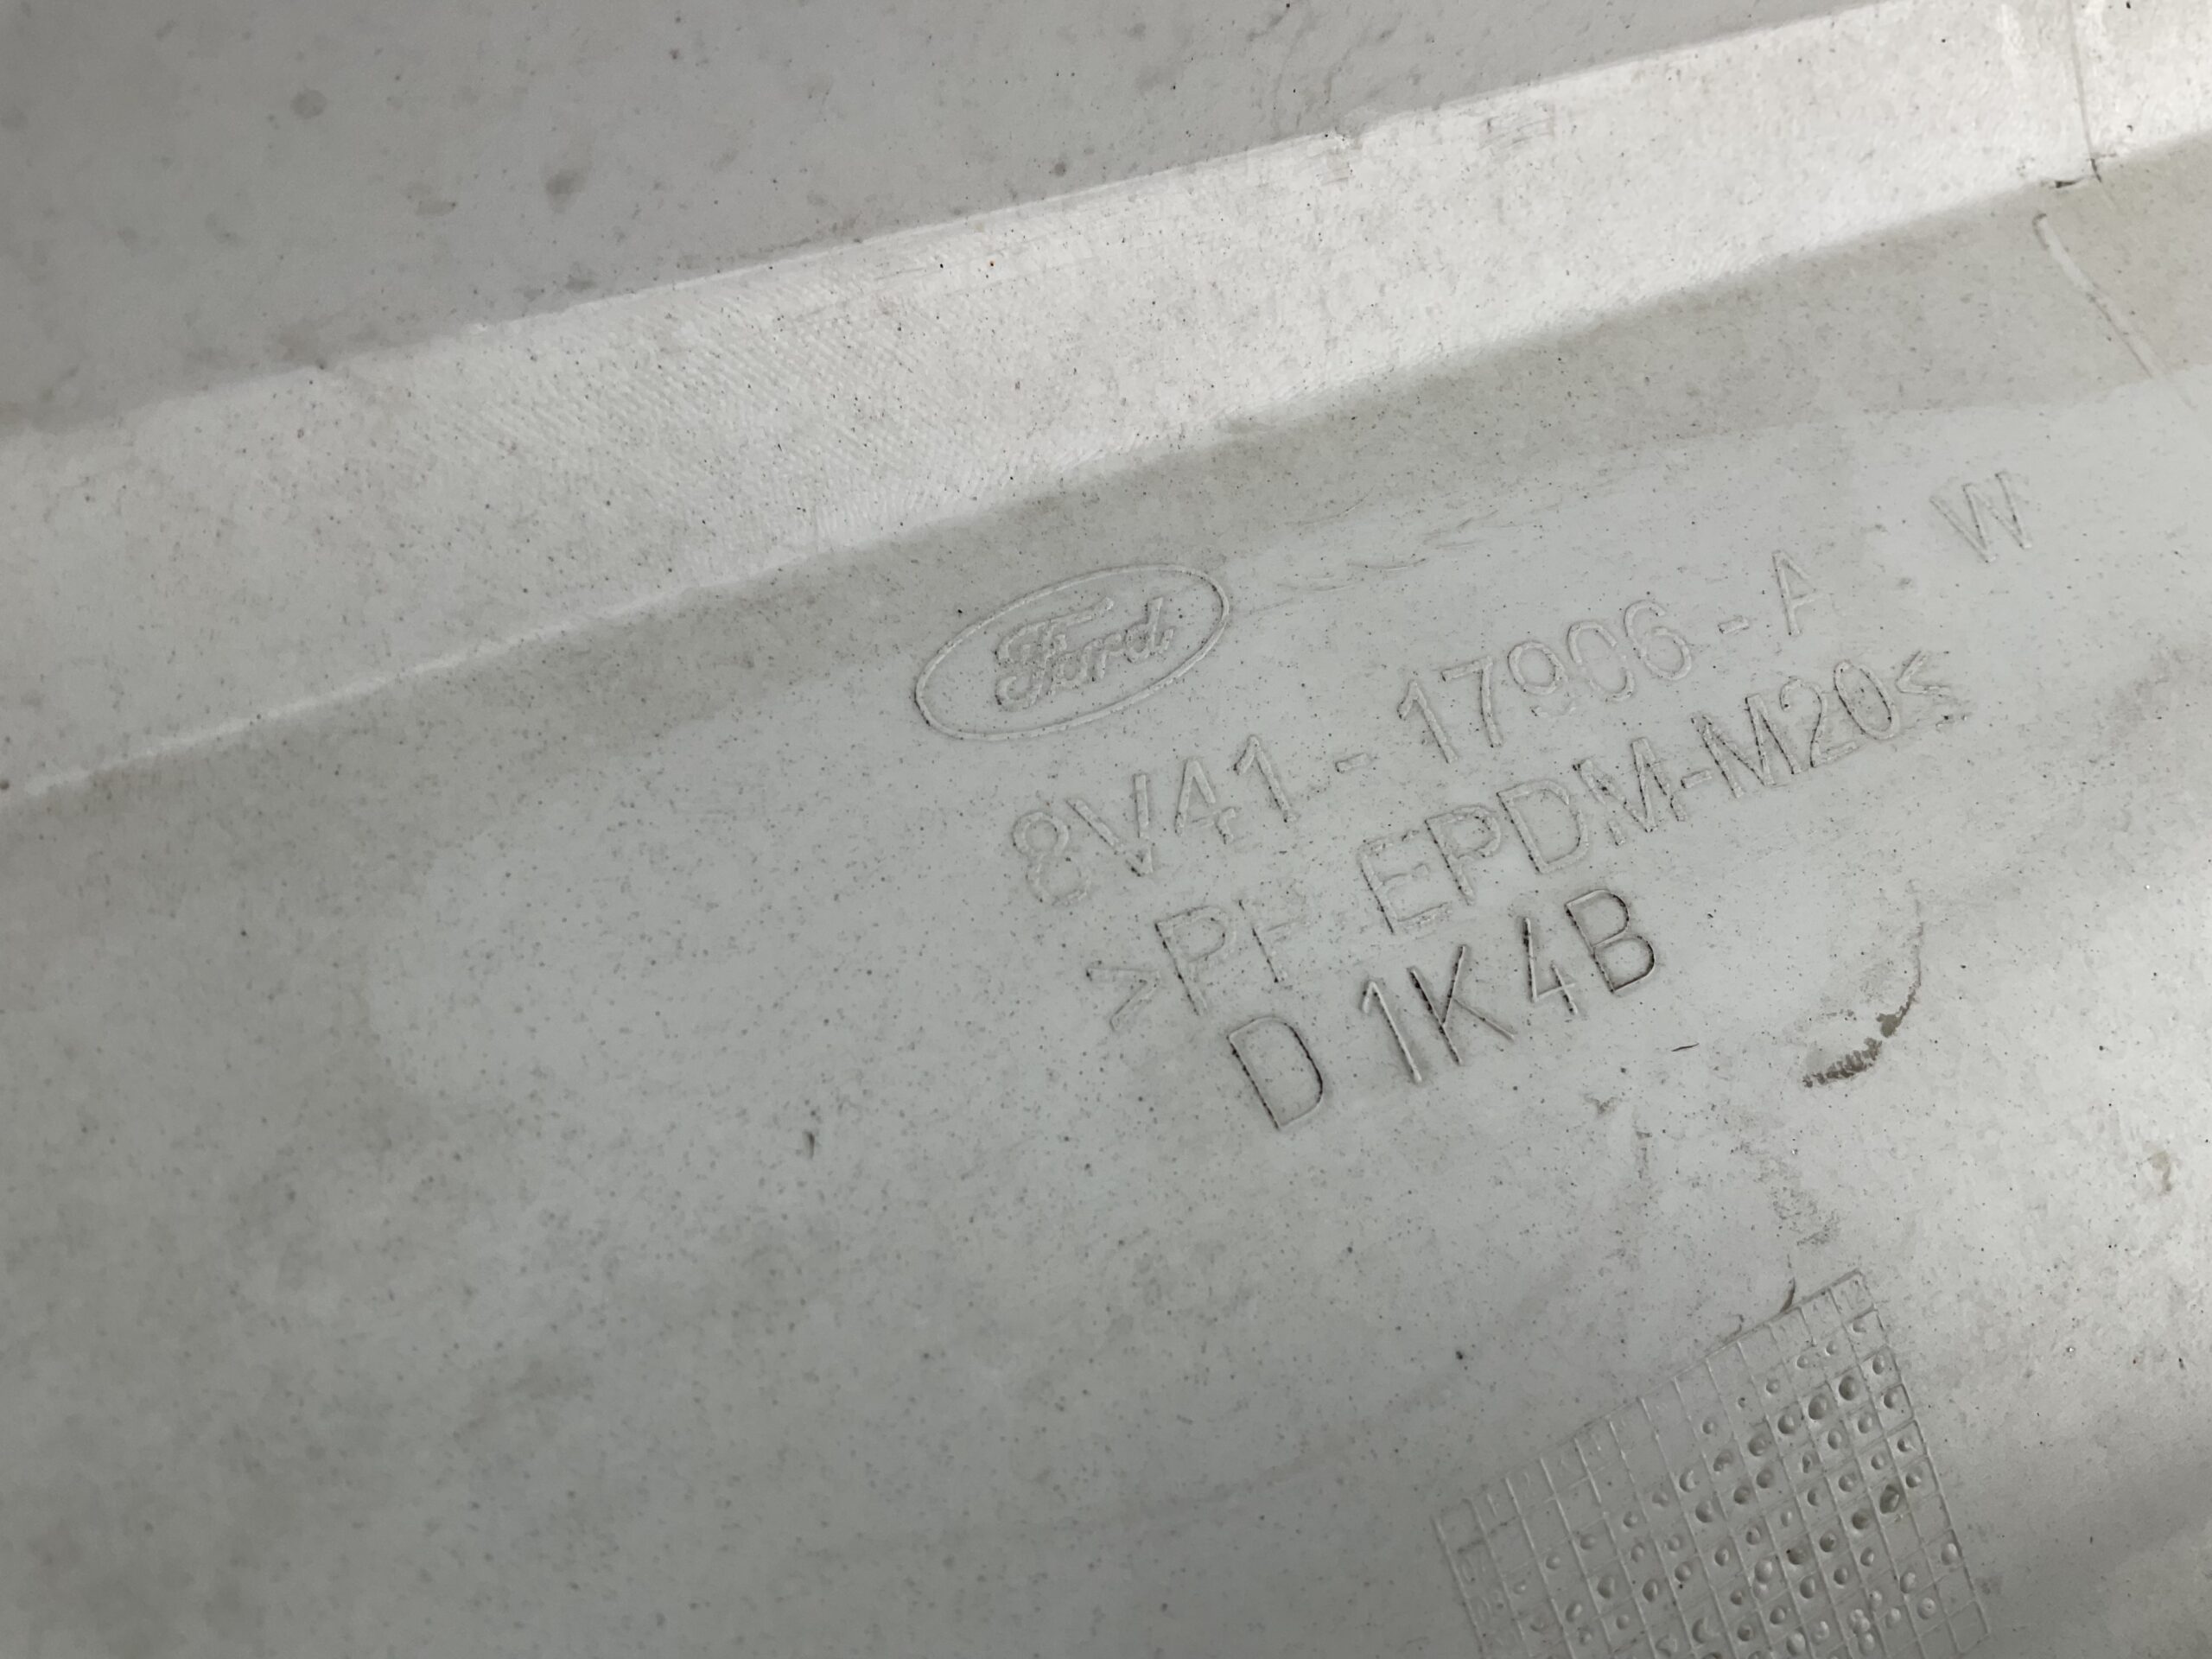 Ford
8V41-17906-A W
>PP EPDM-M20<
D 1K4B